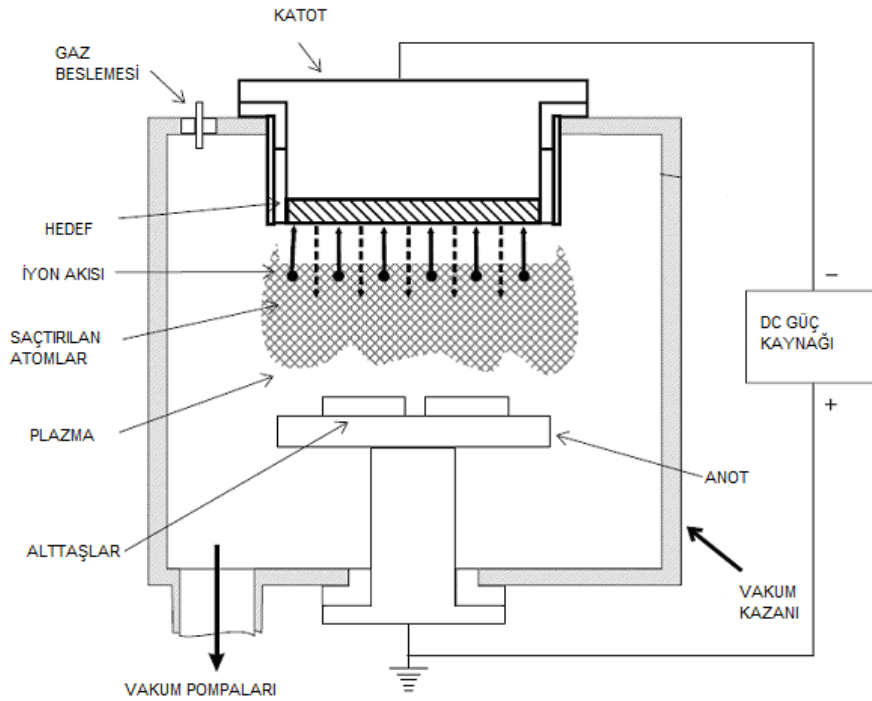 KATOT
GAZ
BESLEMESİ
HEDEF
İYON AKISI
SAÇTIRILAN
ATOMLAR
PLAZMA
ALTTAŞLAR
VAKUM POMPALARI
–
DC GÜÇ
KAYNAĞI
+
ANOT
VAKUM
KAZANI